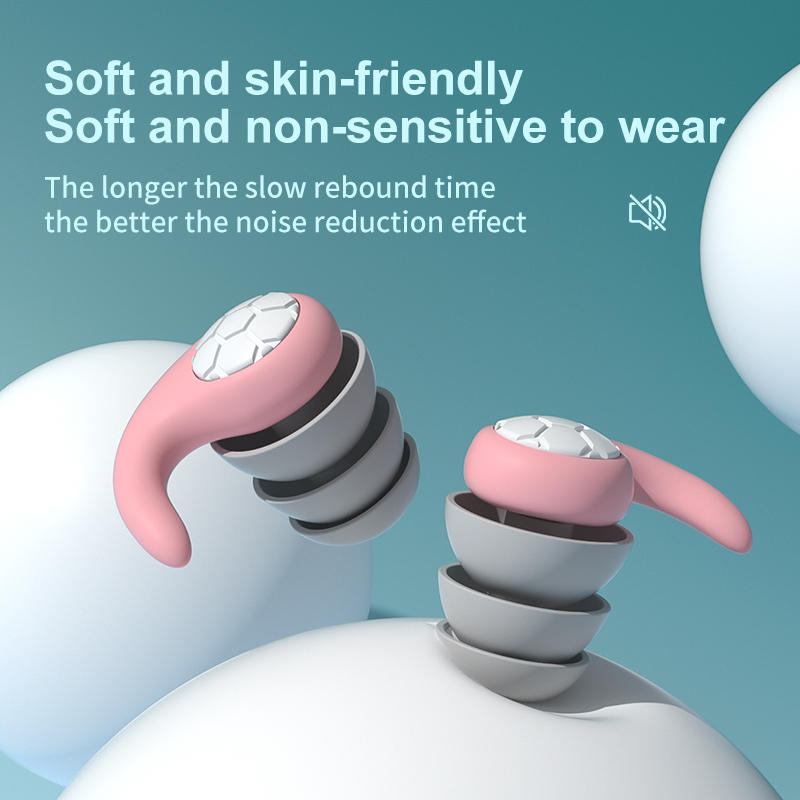 Soft and skin-friendly
Soft and non-sensitive to wear
The longer the slow rebound time
the better the noise reduction effect